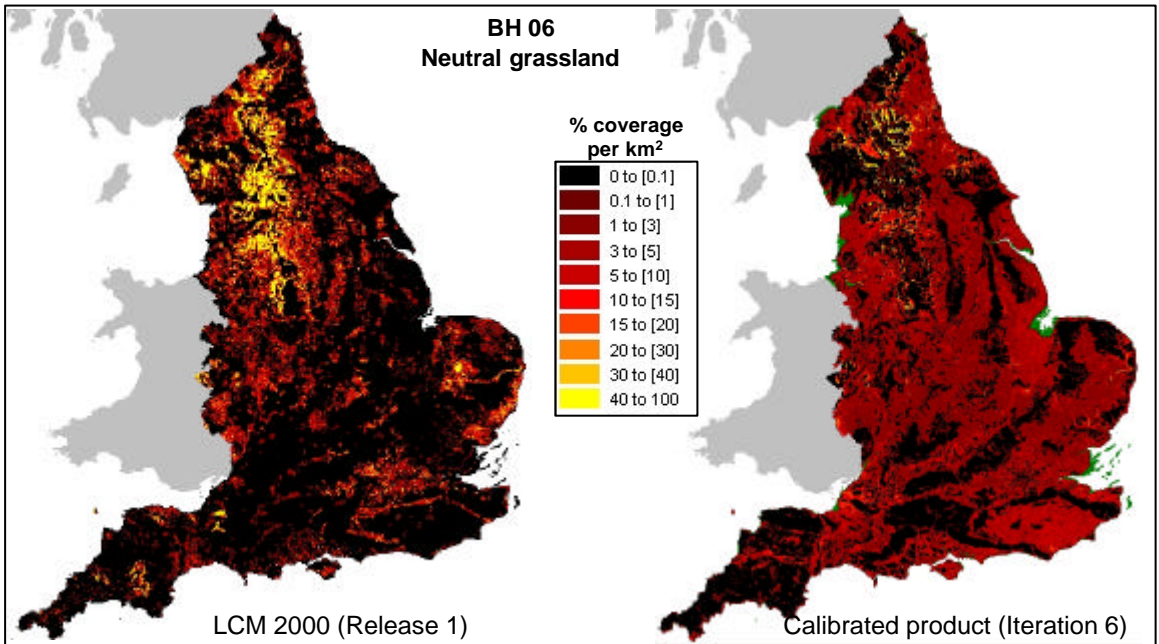 BH 06
Neutral grassland
% coverage
per km²
0 to [0.1]
0.1 to [1]
1 to [3]
3 to [5]
5 to [10]
10 to [15]
15 to [20]
20 to [30]
30 to [40]
40 to 100
LCM 2000 (Release 1)
Calibrated product (Iteration 6)